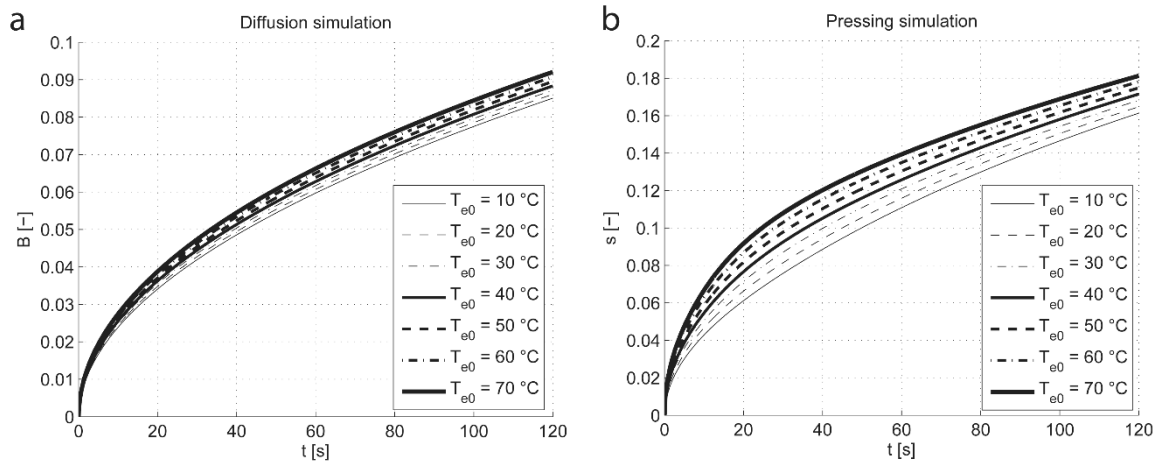 a
Diffusion simulation
0.1
0.09
0.08
0.07
0.06
0.05
0.04
0.03
0.02
0.01
0
B [-]
T_e0 = 10 °C
T_e0 = 20 °C
T_e0 = 30 °C
T_e0 = 40 °C
T_e0 = 50 °C
T_e0 = 60 °C
T_e0 = 70 °C
0 20 40 60 80 100 120
t [s]
b
Pressing simulation
0.2
0.18
0.16
0.14
0.12
0.1
0.08
0.06
0.04
0.02
0
s [-]
T_e0 = 10 °C
T_e0 = 20 °C
T_e0 = 30 °C
T_e0 = 40 °C
T_e0 = 50 °C
T_e0 = 60 °C
T_e0 = 70 °C
0 20 40 60 80 100 120
t [s]